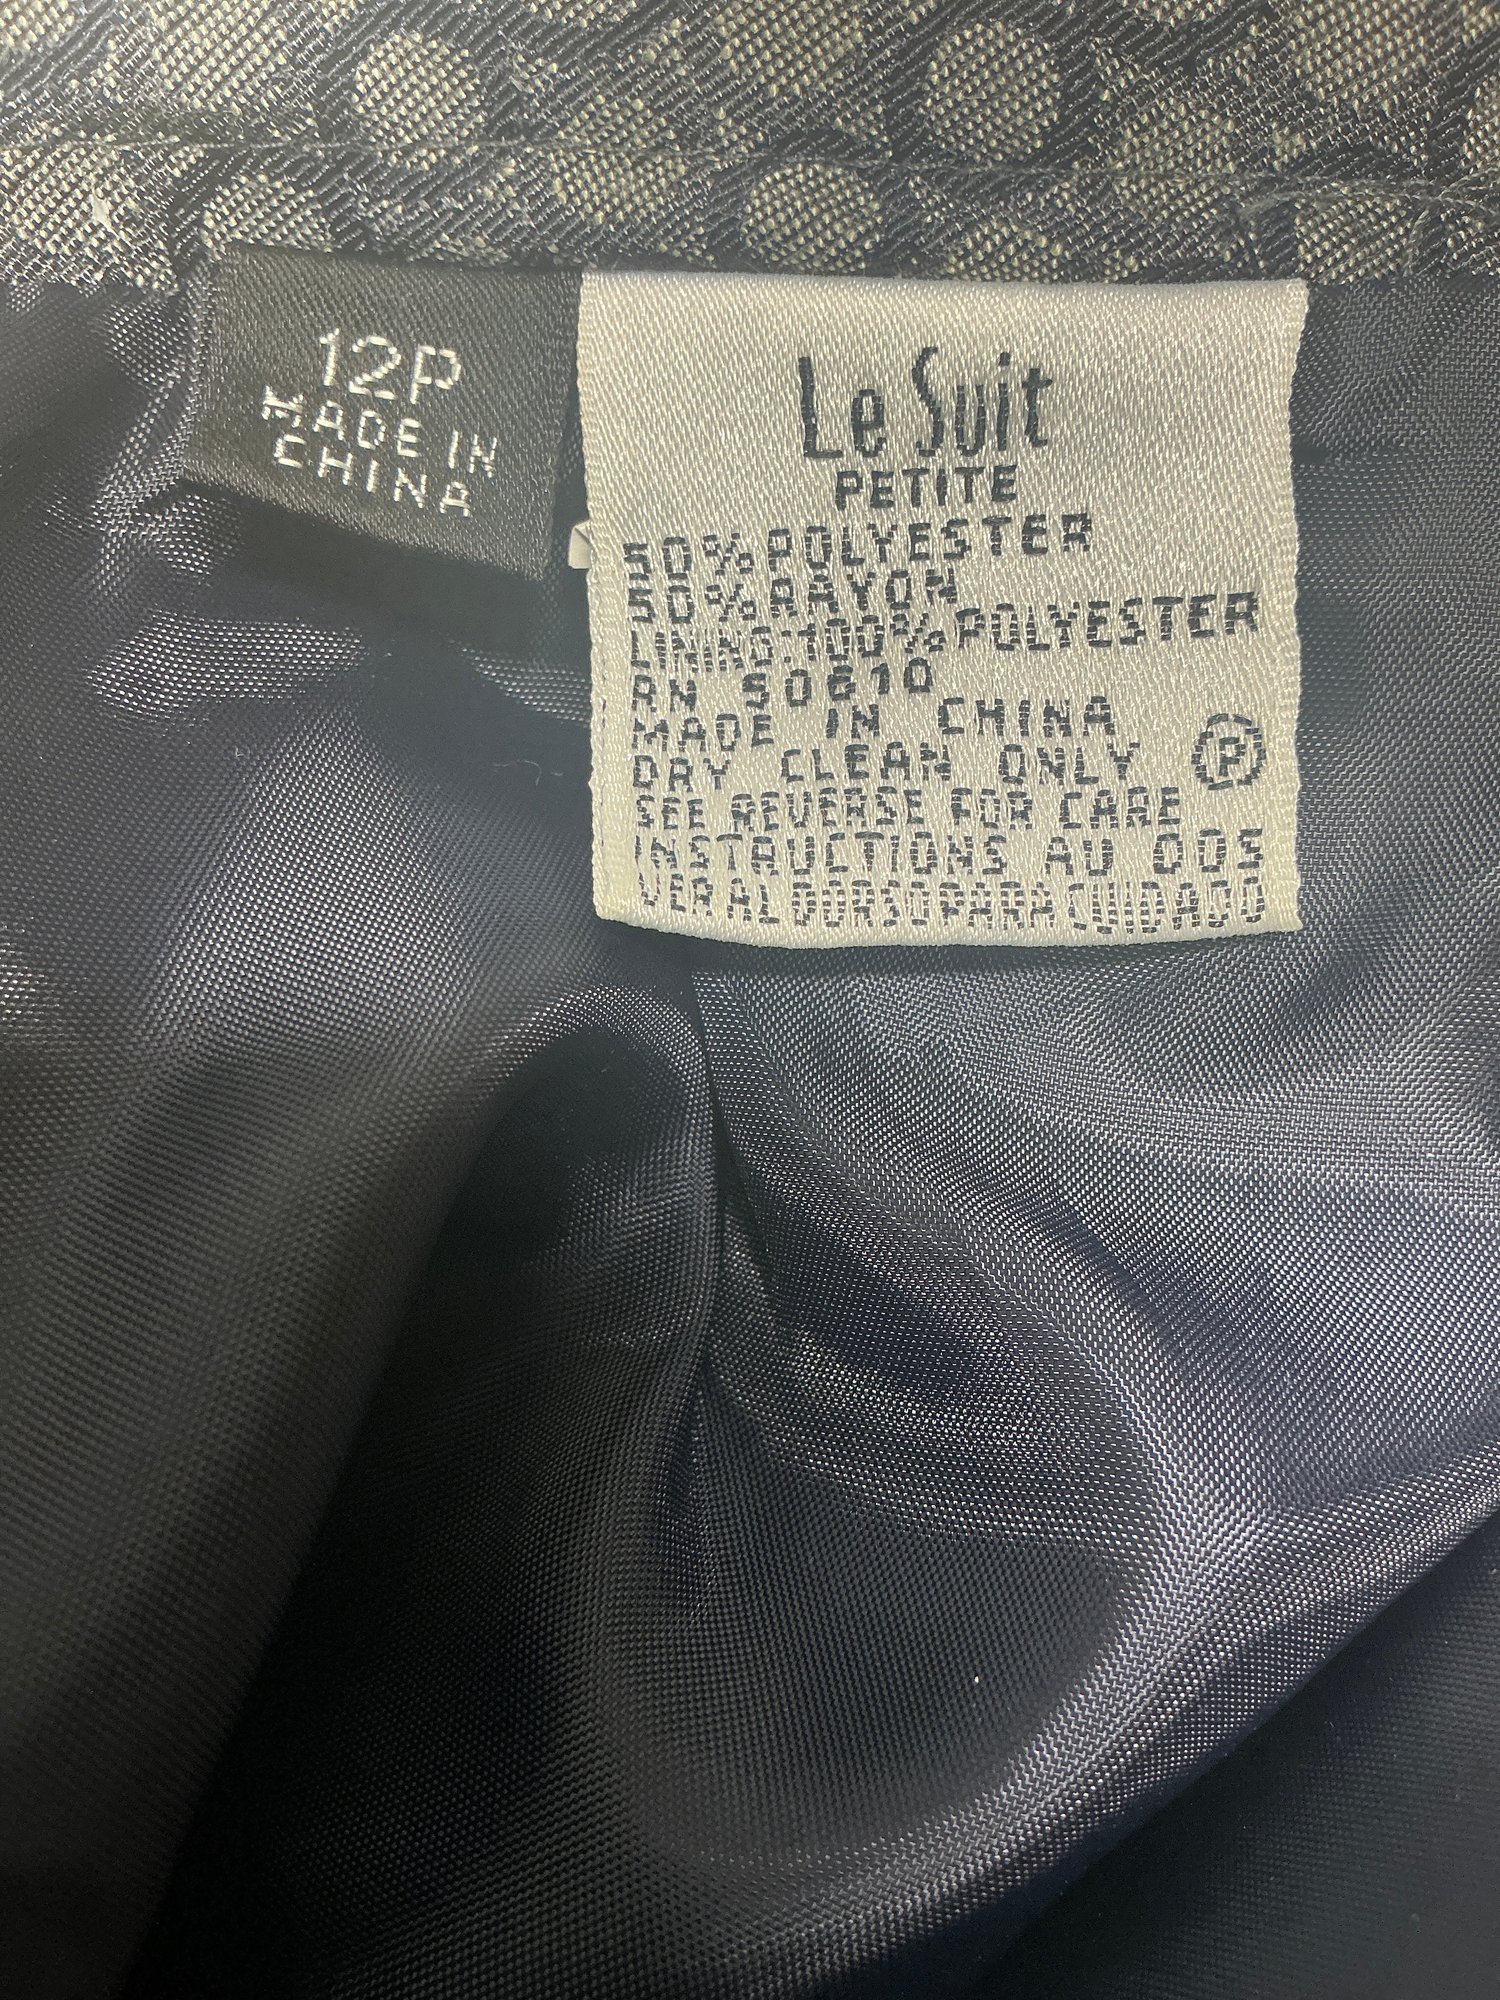 12P
MADE IN
CHINA
Le Suit
PETITE
50% POLYESTER
50% RAYON
LINING:100% POLYESTER
RN 50610
MADE IN CHINA
DRY CLEAN ONLY P
SEE REVERSE FOR CARE
INSTRUCTIONS AU DOS
VER AL DORSO PARA CUIDADO